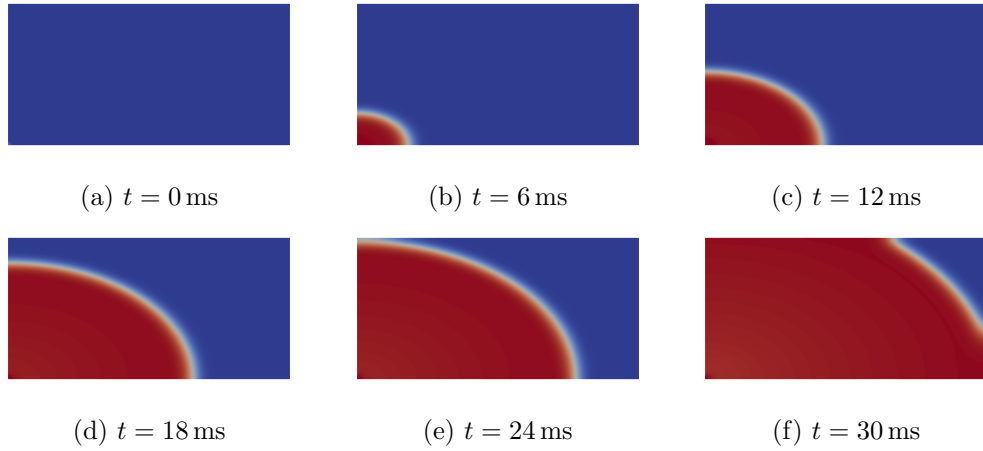 (a) t = 0 ms
(b) t = 6 ms
(c) t = 12 ms
(d) t = 18 ms
(e) t = 24 ms
(f) t = 30 ms